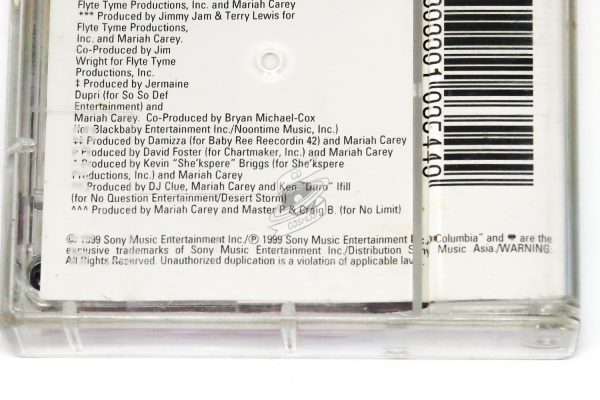 Flyte Tyme Productions, Inc. and Mariah Carey
*** Produced by Jimmy Jam & Terry Lewis for
Flyte Tyme Productions,
Inc. and Mariah Carey.
Co-Produced by Jim
Wright for Flyte Tyme
Productions, Inc.
‡ Produced by Jermaine
Dupri (for So So Def
Entertainment) and
Mariah Carey. Co-Produced by Bryan Michael-Cox
(for Blackbaby Entertainment Inc./Noontime Music, Inc.)
‡‡ Produced by Damizza (for Baby Ree Reecordin 42) and Mariah Carey
Produced by David Foster (for Chartmaker, Inc.) and Mariah Carey
^ Produced by Kevin "She'kspere" Briggs (for She'kspere
Productions, Inc.) and Mariah Carey
Produced by DJ Clue, Mariah Carey and Ken "Duro" Ifill
(for No Question Entertainment/Desert Storm)
^^^ Produced by Mariah Carey and Master P & Craig B. (for No Limit)
© 1999 Sony Music Entertainment Inc./℗ 1999 Sony Music Entertainment Inc./"Columbia" and are the
exclusive trademarks of Sony Music Entertainment Inc./Distribution Sony Music Asia./WARNING:
All Rights Reserved. Unauthorized duplication is a violation of applicable laws.
CD
COSMOS